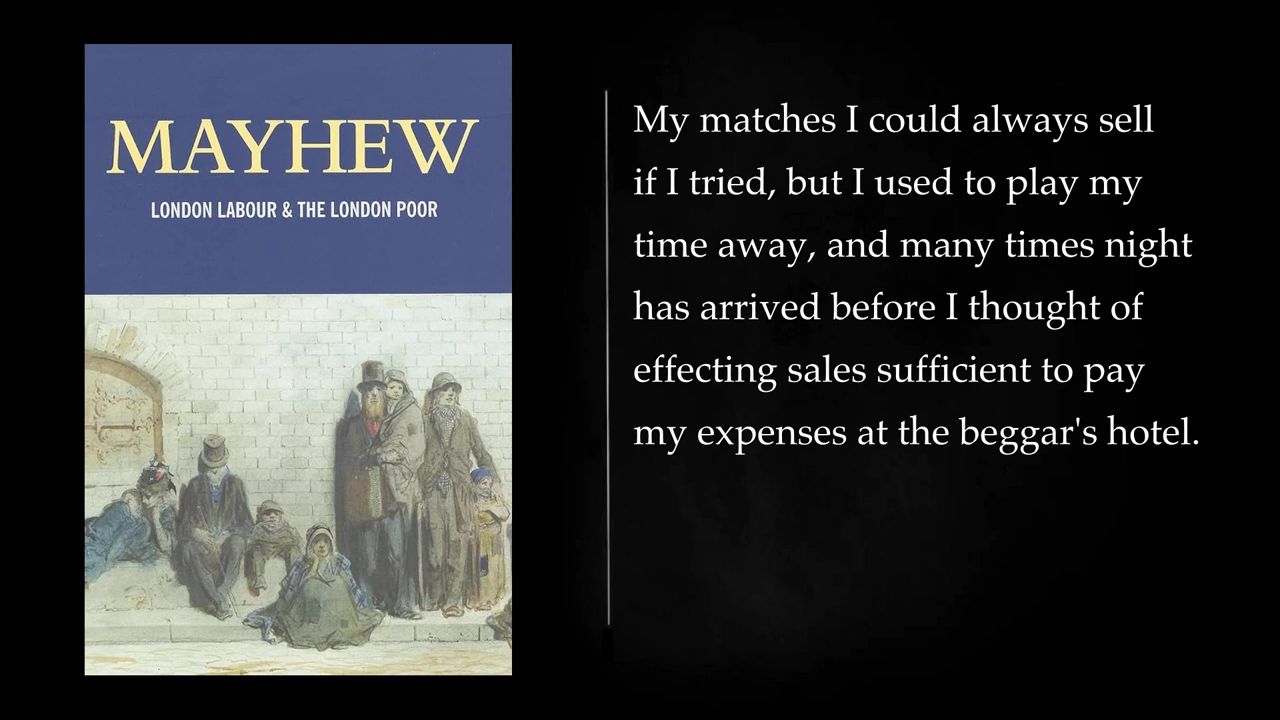 MAYHEW
LONDON LABOUR & THE LONDON POOR
My matches I could always sell
if I tried, but I used to play my
time away, and many times night
has arrived before I thought of
effecting sales sufficient to pay
my expenses at the beggar's hotel.